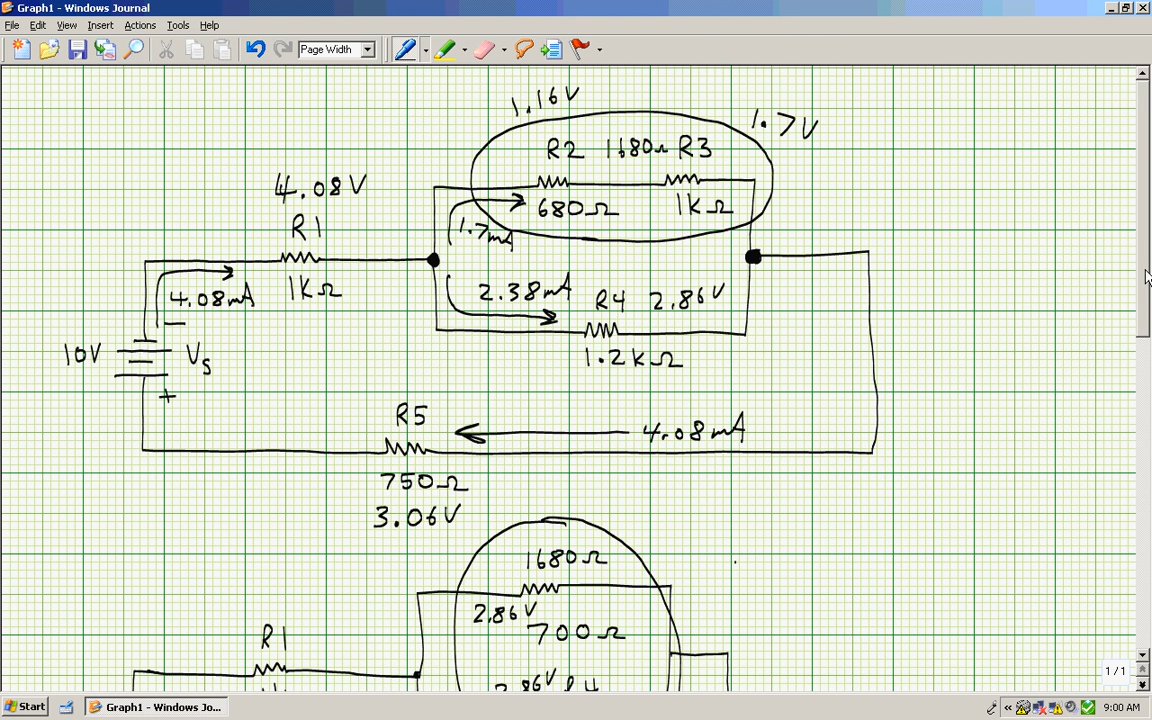 Graph1 - Windows Journal
File Edit View Insert Actions Tools Help
Page Width
1.16V
1.7V
R2 1680Ω R3
4.08V
680Ω 1KΩ
R1
1.7mA
4.08mA 1KΩ
2.38mA R4 2.86V
−
10V VS
1.2KΩ
+
R5
4.08mA
750Ω
3.06V
1680Ω
2.86V
700Ω
R1
2.86V R4
1/1
Start Graph1 - Windows Jo... « 9:00 AM